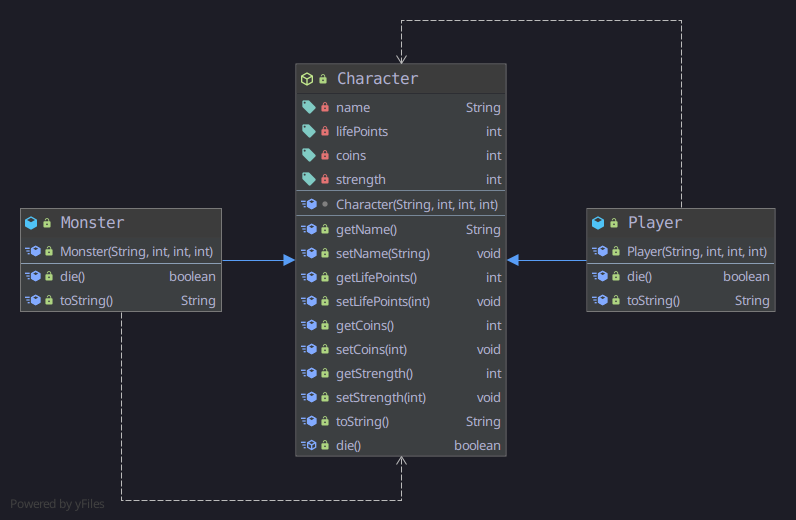 Character
name String
lifePoints int
coins int
strength int
Character(String, int, int, int)
getName() String
setName(String) void
getLifePoints() int
setLifePoints(int) void
getCoins() int
setCoins(int) void
getStrength() int
setStrength(int) void
toString() String
die() boolean
Monster
Monster(String, int, int, int)
die() boolean
toString() String
Player
Player(String, int, int, int)
die() boolean
toString() String
Powered by yFiles